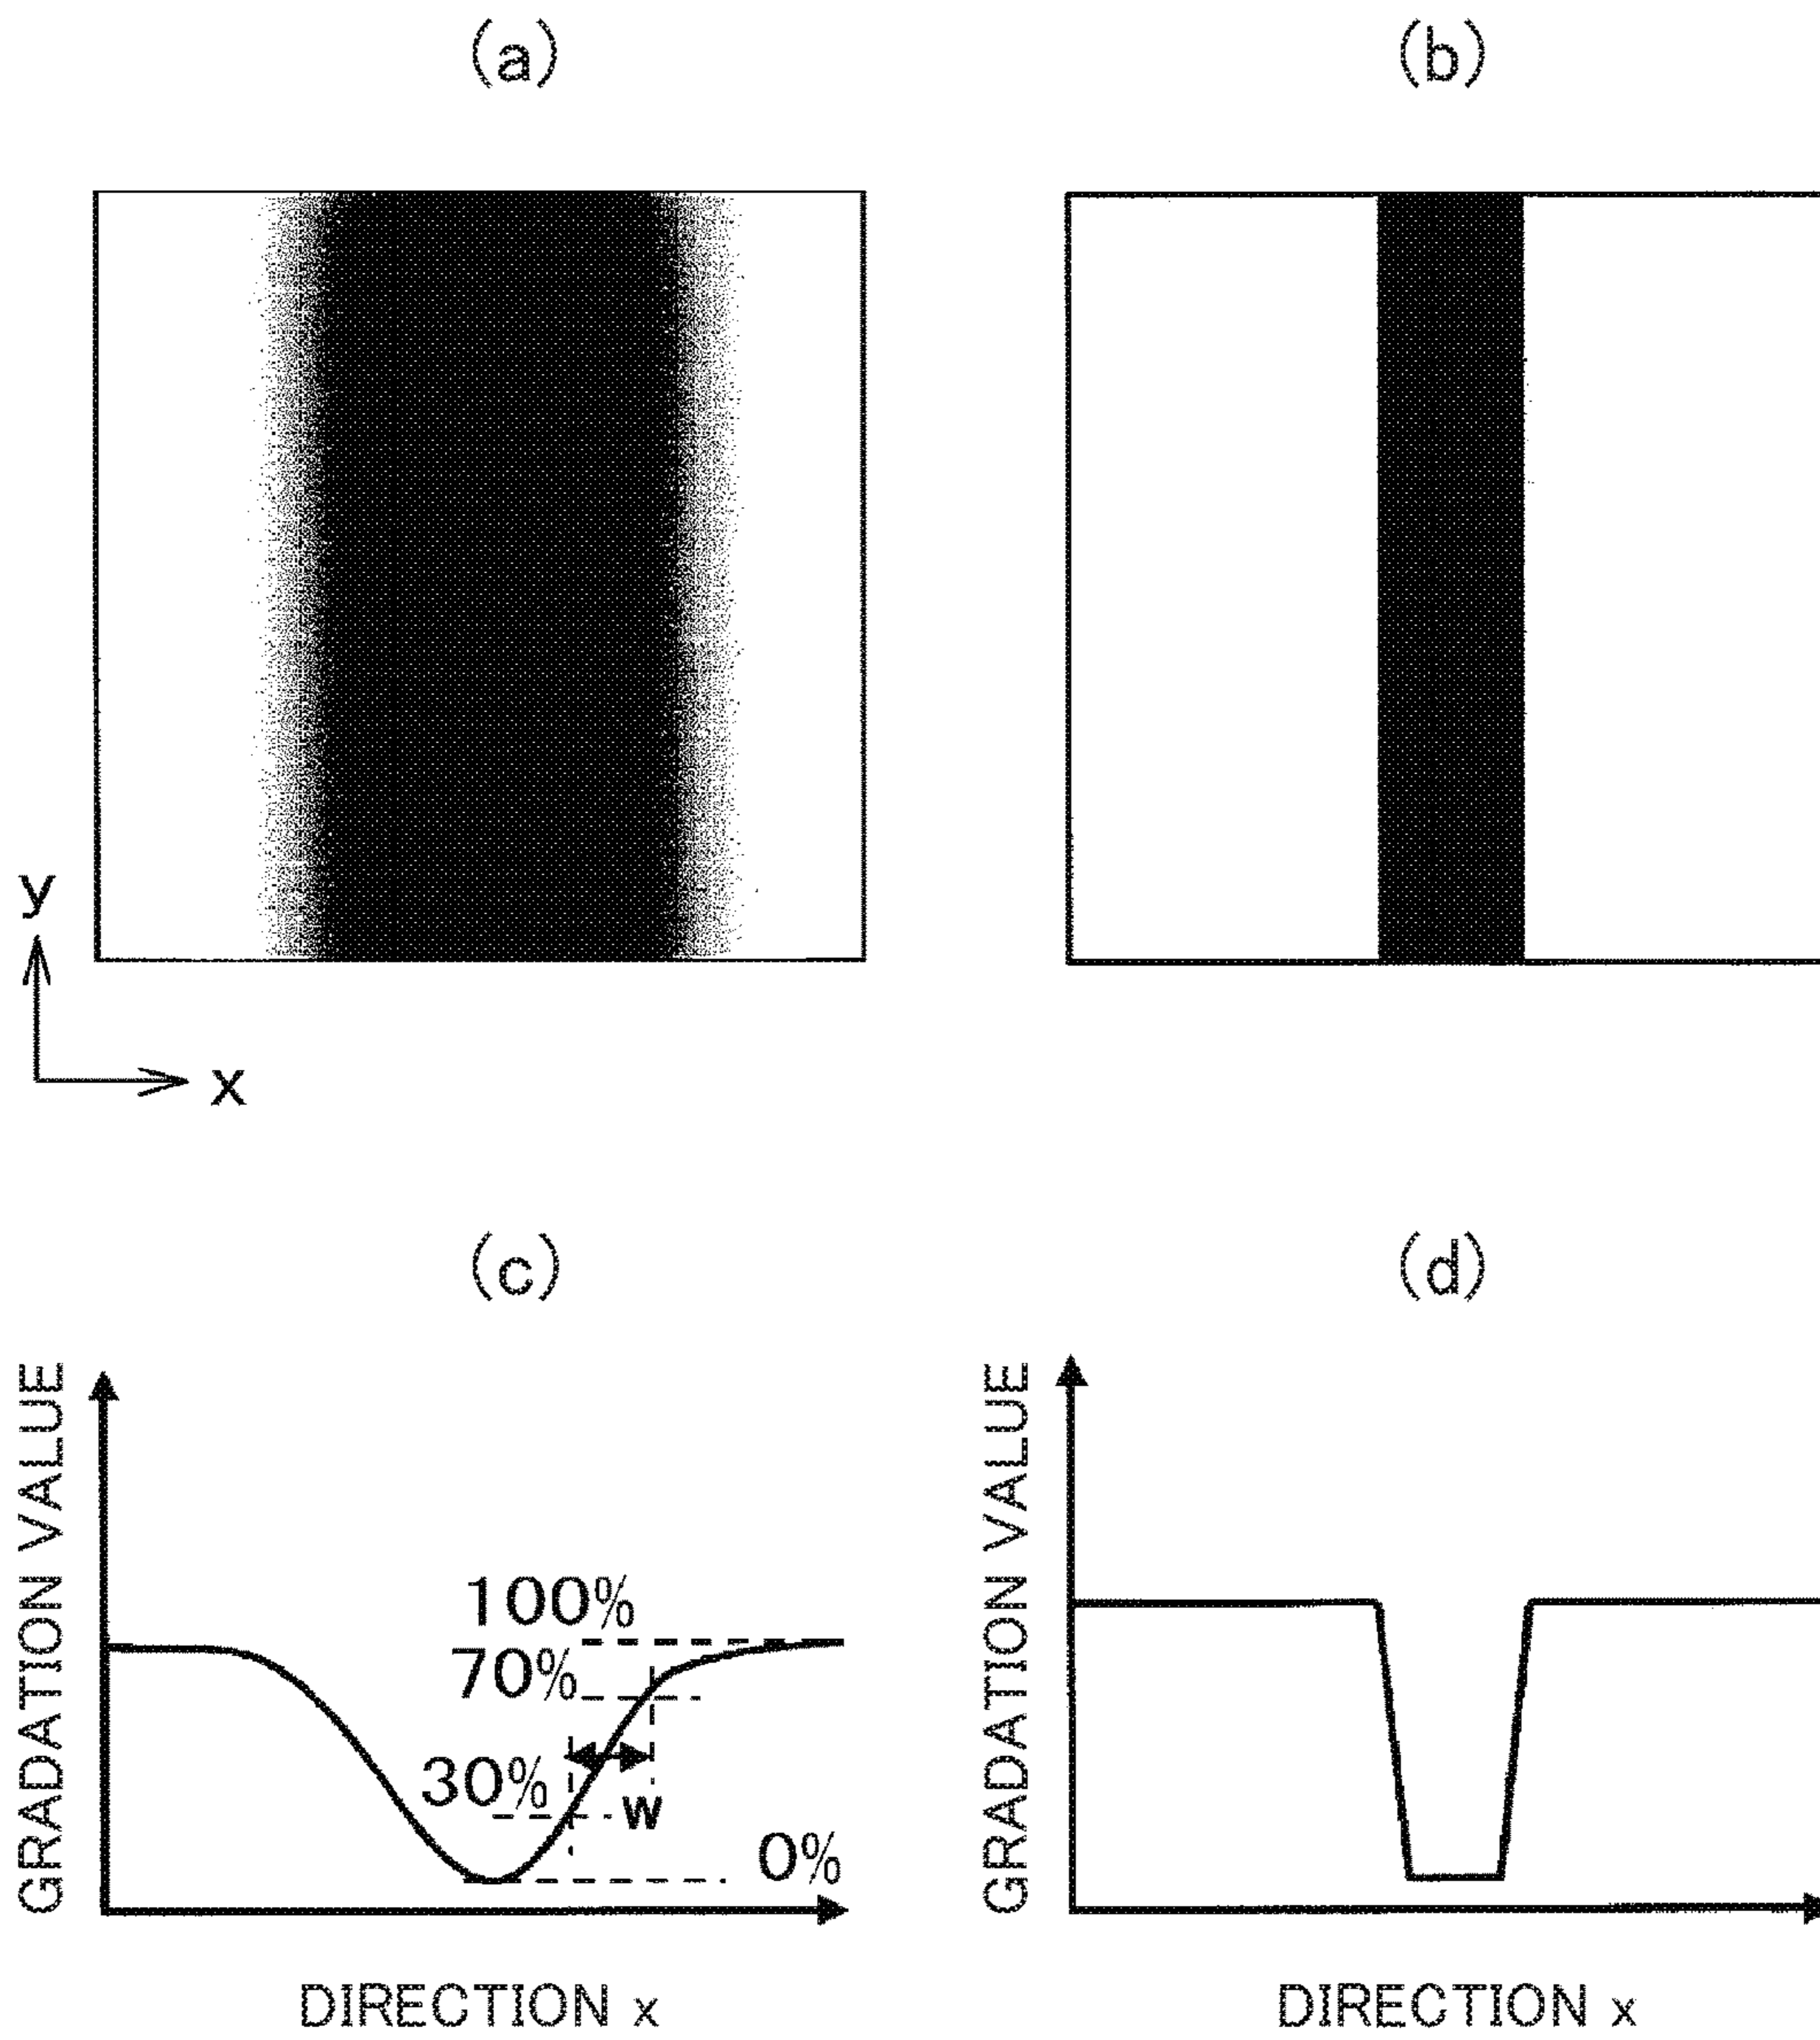 (a)
(b)
y
x
(c)
(d)
GRADATION VALUE
100%
70%
30%
w
0%
DIRECTION x
GRADATION VALUE
DIRECTION x